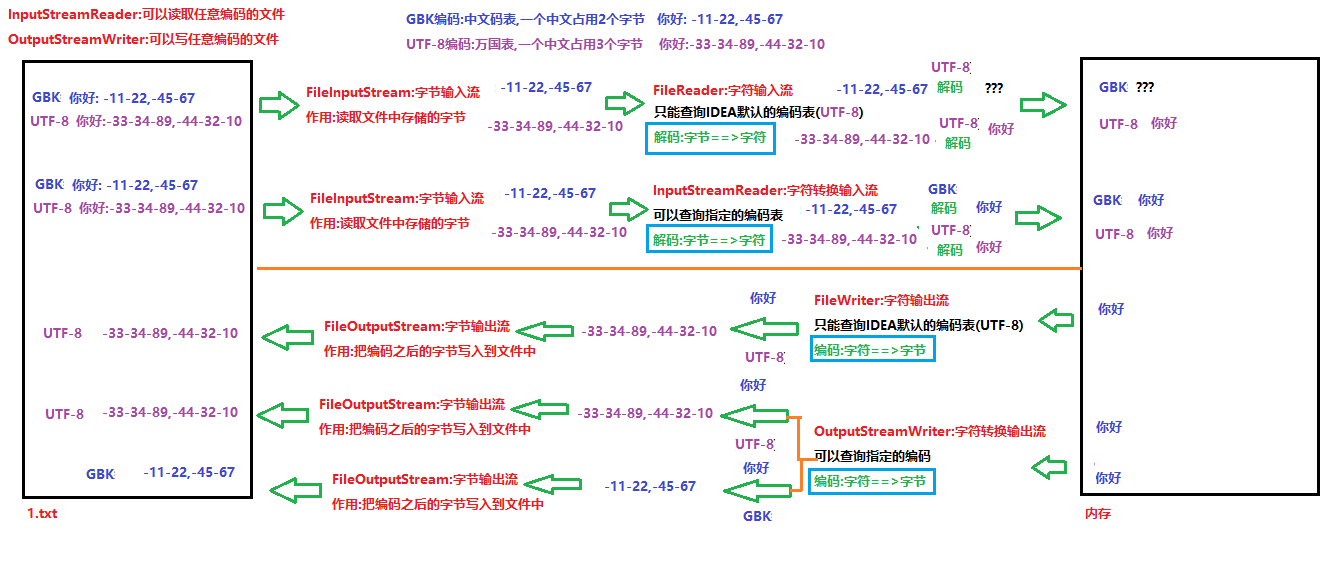 InputStreamReader:可以读取任意编码的文件
OutputStreamWriter:可以写任意编码的文件
GBK编码:中文码表,一个中文占用2个字节 你好: -11-22,-45-67
UTF-8编码:万国表,一个中文占用3个字节 你好:-33-34-89,-44-32-10
GBK: 你好: -11-22,-45-67
UTF-8 你好:-33-34-89,-44-32-10
FileInputStream:字节输入流
作用:读取文件中存储的字节
-11-22,-45-67
-33-34-89,-44-32-10
FileReader:字符输入流
只能查询IDEA默认的编码表(UTF-8)
解码:字节==>字符
-11-22,-45-67
-33-34-89,-44-32-10
UTF-8
解码
???
UTF-8
解码
你好
GBK: ???
UTF-8 你好
GBK: 你好: -11-22,-45-67
UTF-8 你好:-33-34-89,-44-32-10
FileInputStream:字节输入流
作用:读取文件中存储的字节
-11-22,-45-67
-33-34-89,-44-32-10
InputStreamReader:字符转换输入流
可以查询指定的编码表
解码:字节==>字符
-11-22,-45-67
-33-34-89,-44-32-10
GBK:
解码
你好
UTF-8
解码
你好
GBK: 你好
UTF-8 你好
UTF-8 -33-34-89,-44-32-10
FileOutputStream:字节输出流
作用:把编码之后的字节写入到文件中
-33-34-89,-44-32-10
你好
UTF-8
FileWriter:字符输出流
只能查询IDEA默认的编码表(UTF-8)
编码:字符==>字节
你好
UTF-8 -33-34-89,-44-32-10
FileOutputStream:字节输出流
作用:把编码之后的字节写入到文件中
-33-34-89,-44-32-10
你好
UTF-8
OutputStreamWriter:字符转换输出流
可以查询指定的编码
编码:字符==>字节
你好
GBK: -11-22,-45-67
FileOutputStream:字节输出流
作用:把编码之后的字节写入到文件中
-11-22,-45-67
你好
GBK:
你好
1.txt
内存